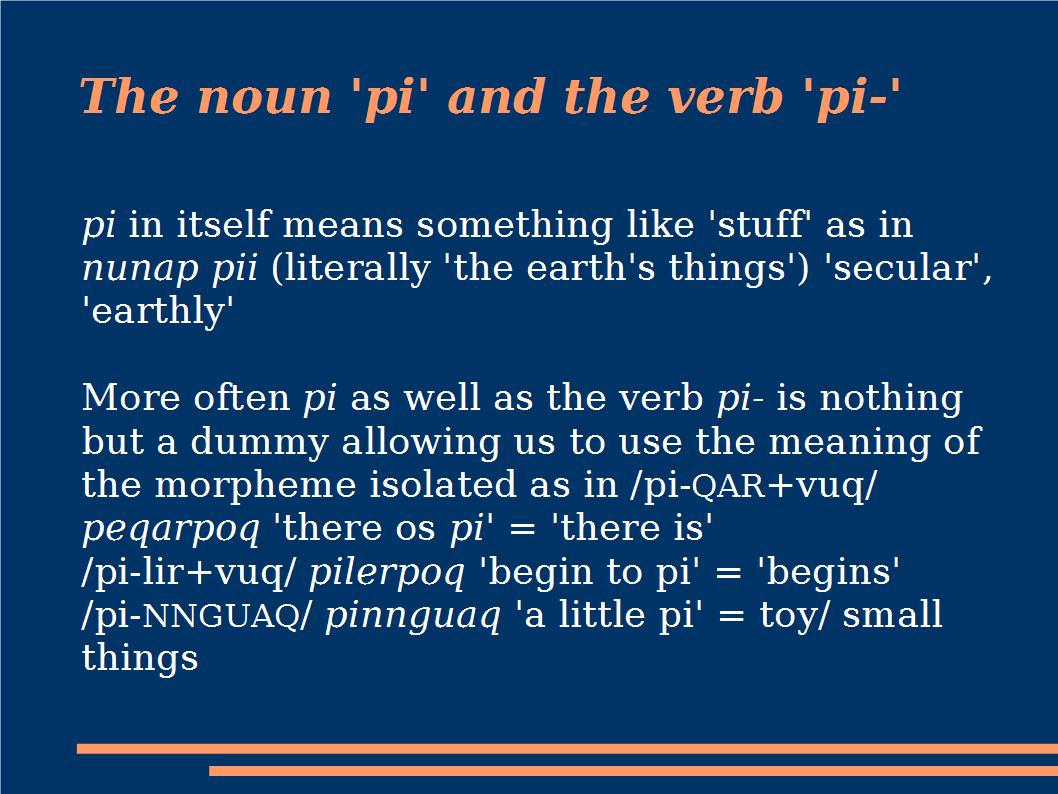 The noun 'pi' and the verb 'pi-'
pi in itself means something like 'stuff' as in
nunap pii (literally 'the earth's things') 'secular',
'earthly'
More often pi as well as the verb pi- is nothing
but a dummy allowing us to use the meaning of
the morpheme isolated as in /pi-QAR+vuq/
peqarpoq 'there os pi' = 'there is'
/pi-lir+vuq/ pilerpoq 'begin to pi' = 'begins'
/pi-NNGUAQ/ pinnguaq 'a little pi' = toy/ small
things